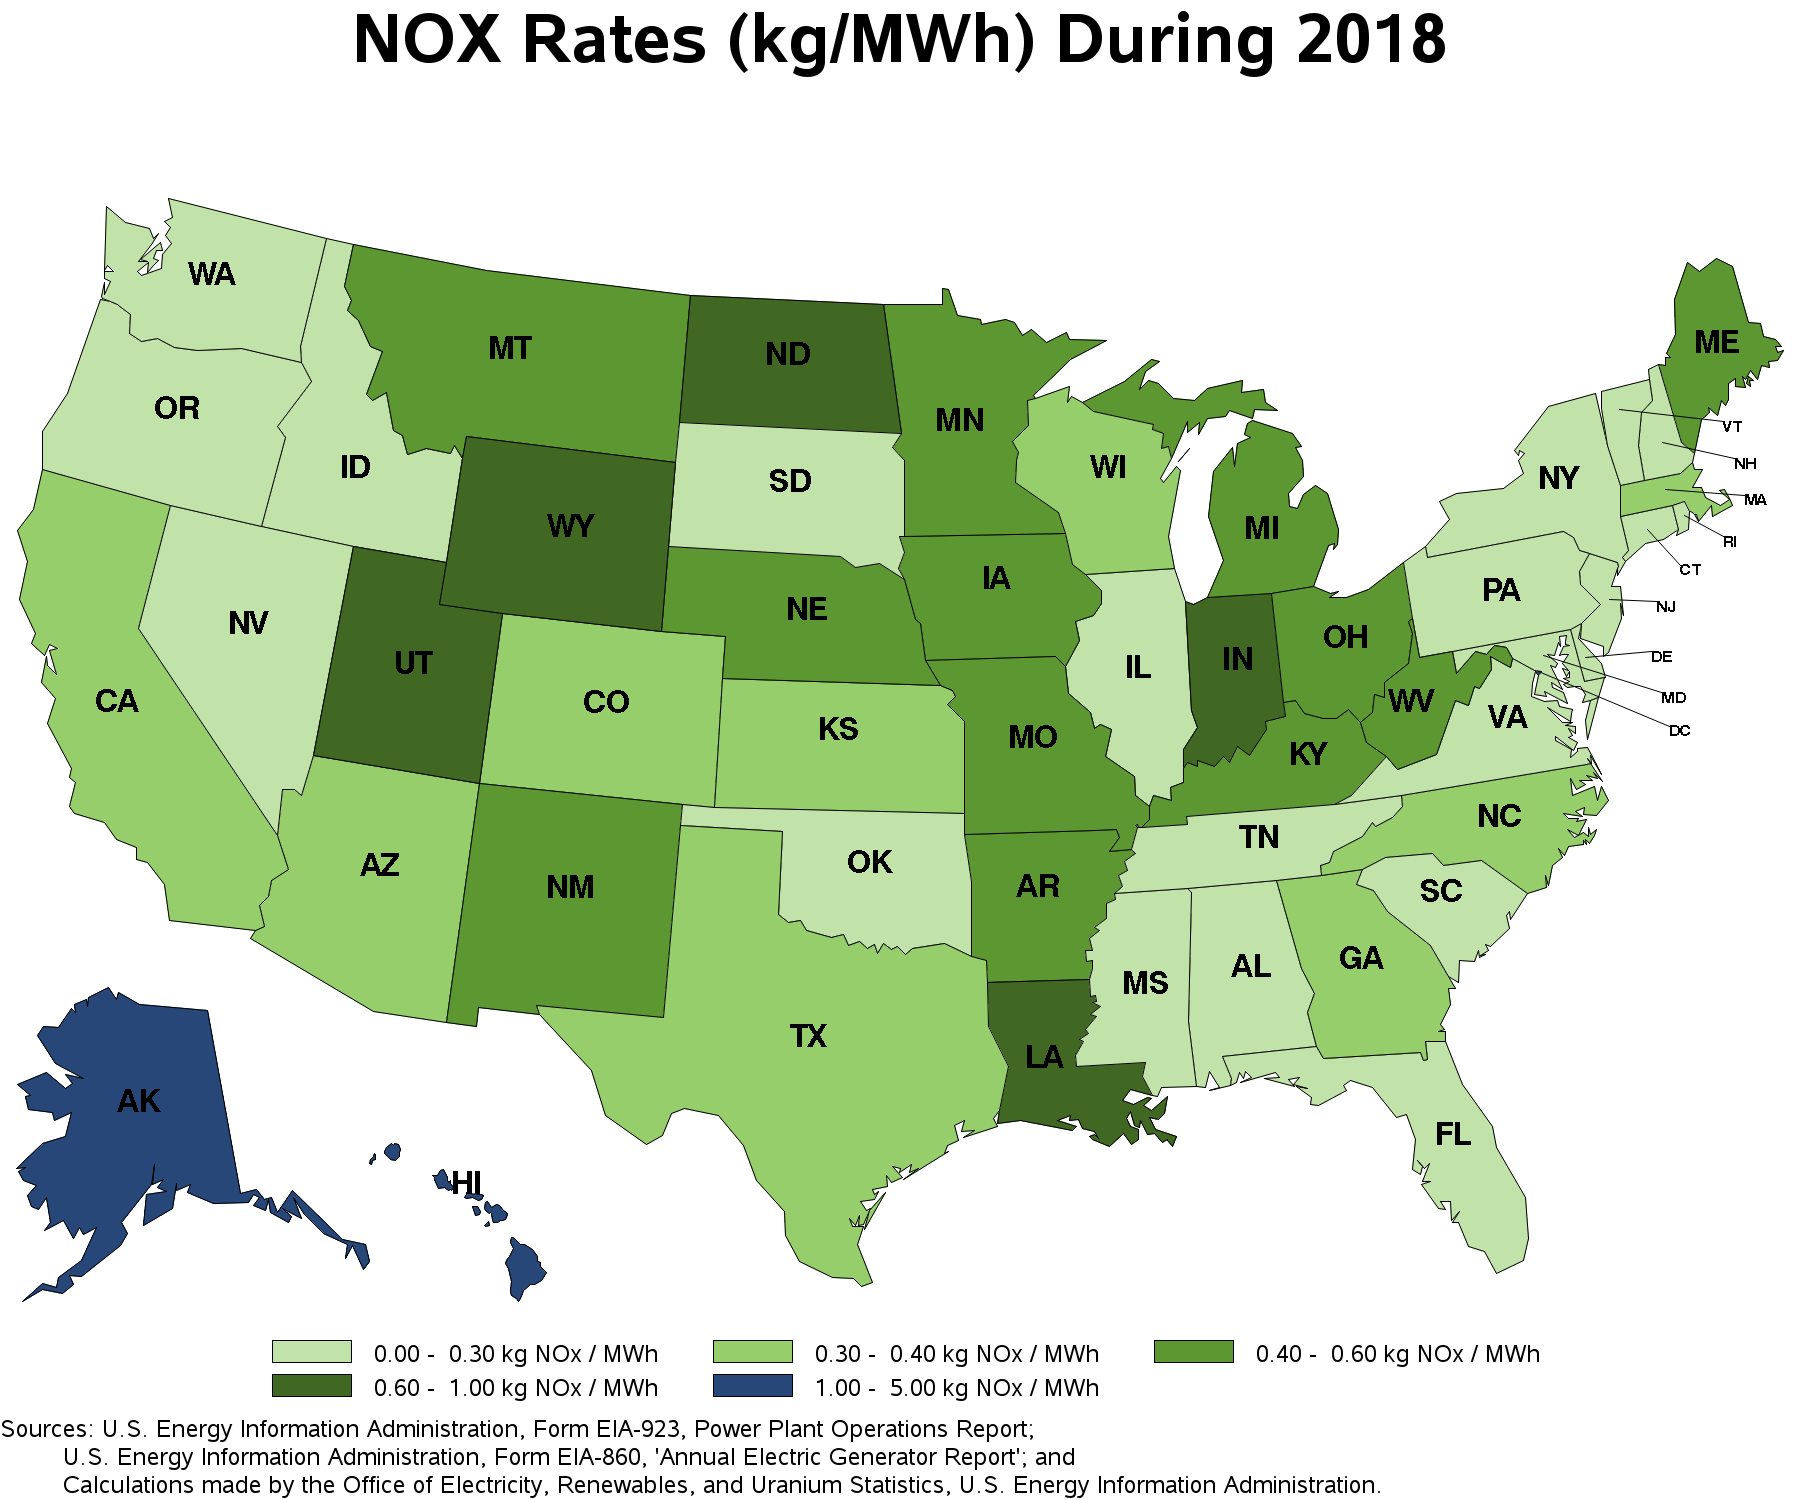 NOX Rates (kg/MWh) During 2018
WA
MT
ND
ME
OR
MN
VT
ID
SD
WI
NY
NH
MA
WY
MI
RI
CT
IA
PA
NE
NJ
NV
OH
UT
IL
IN
DE
CA
CO
WV
MD
KS
MO
VA
DC
KY
NC
TN
AZ
OK
NM
AR
SC
GA
AL
MS
TX
LA
AK
FL
HI
0.00 - 0.30 kg NOx / MWh
0.30 - 0.40 kg NOx / MWh
0.40 - 0.60 kg NOx / MWh
0.60 - 1.00 kg NOx / MWh
1.00 - 5.00 kg NOx / MWh
Sources: U.S. Energy Information Administration, Form EIA-923, Power Plant Operations Report;
U.S. Energy Information Administration, Form EIA-860, 'Annual Electric Generator Report'; and
Calculations made by the Office of Electricity, Renewables, and Uranium Statistics, U.S. Energy Information Administration.